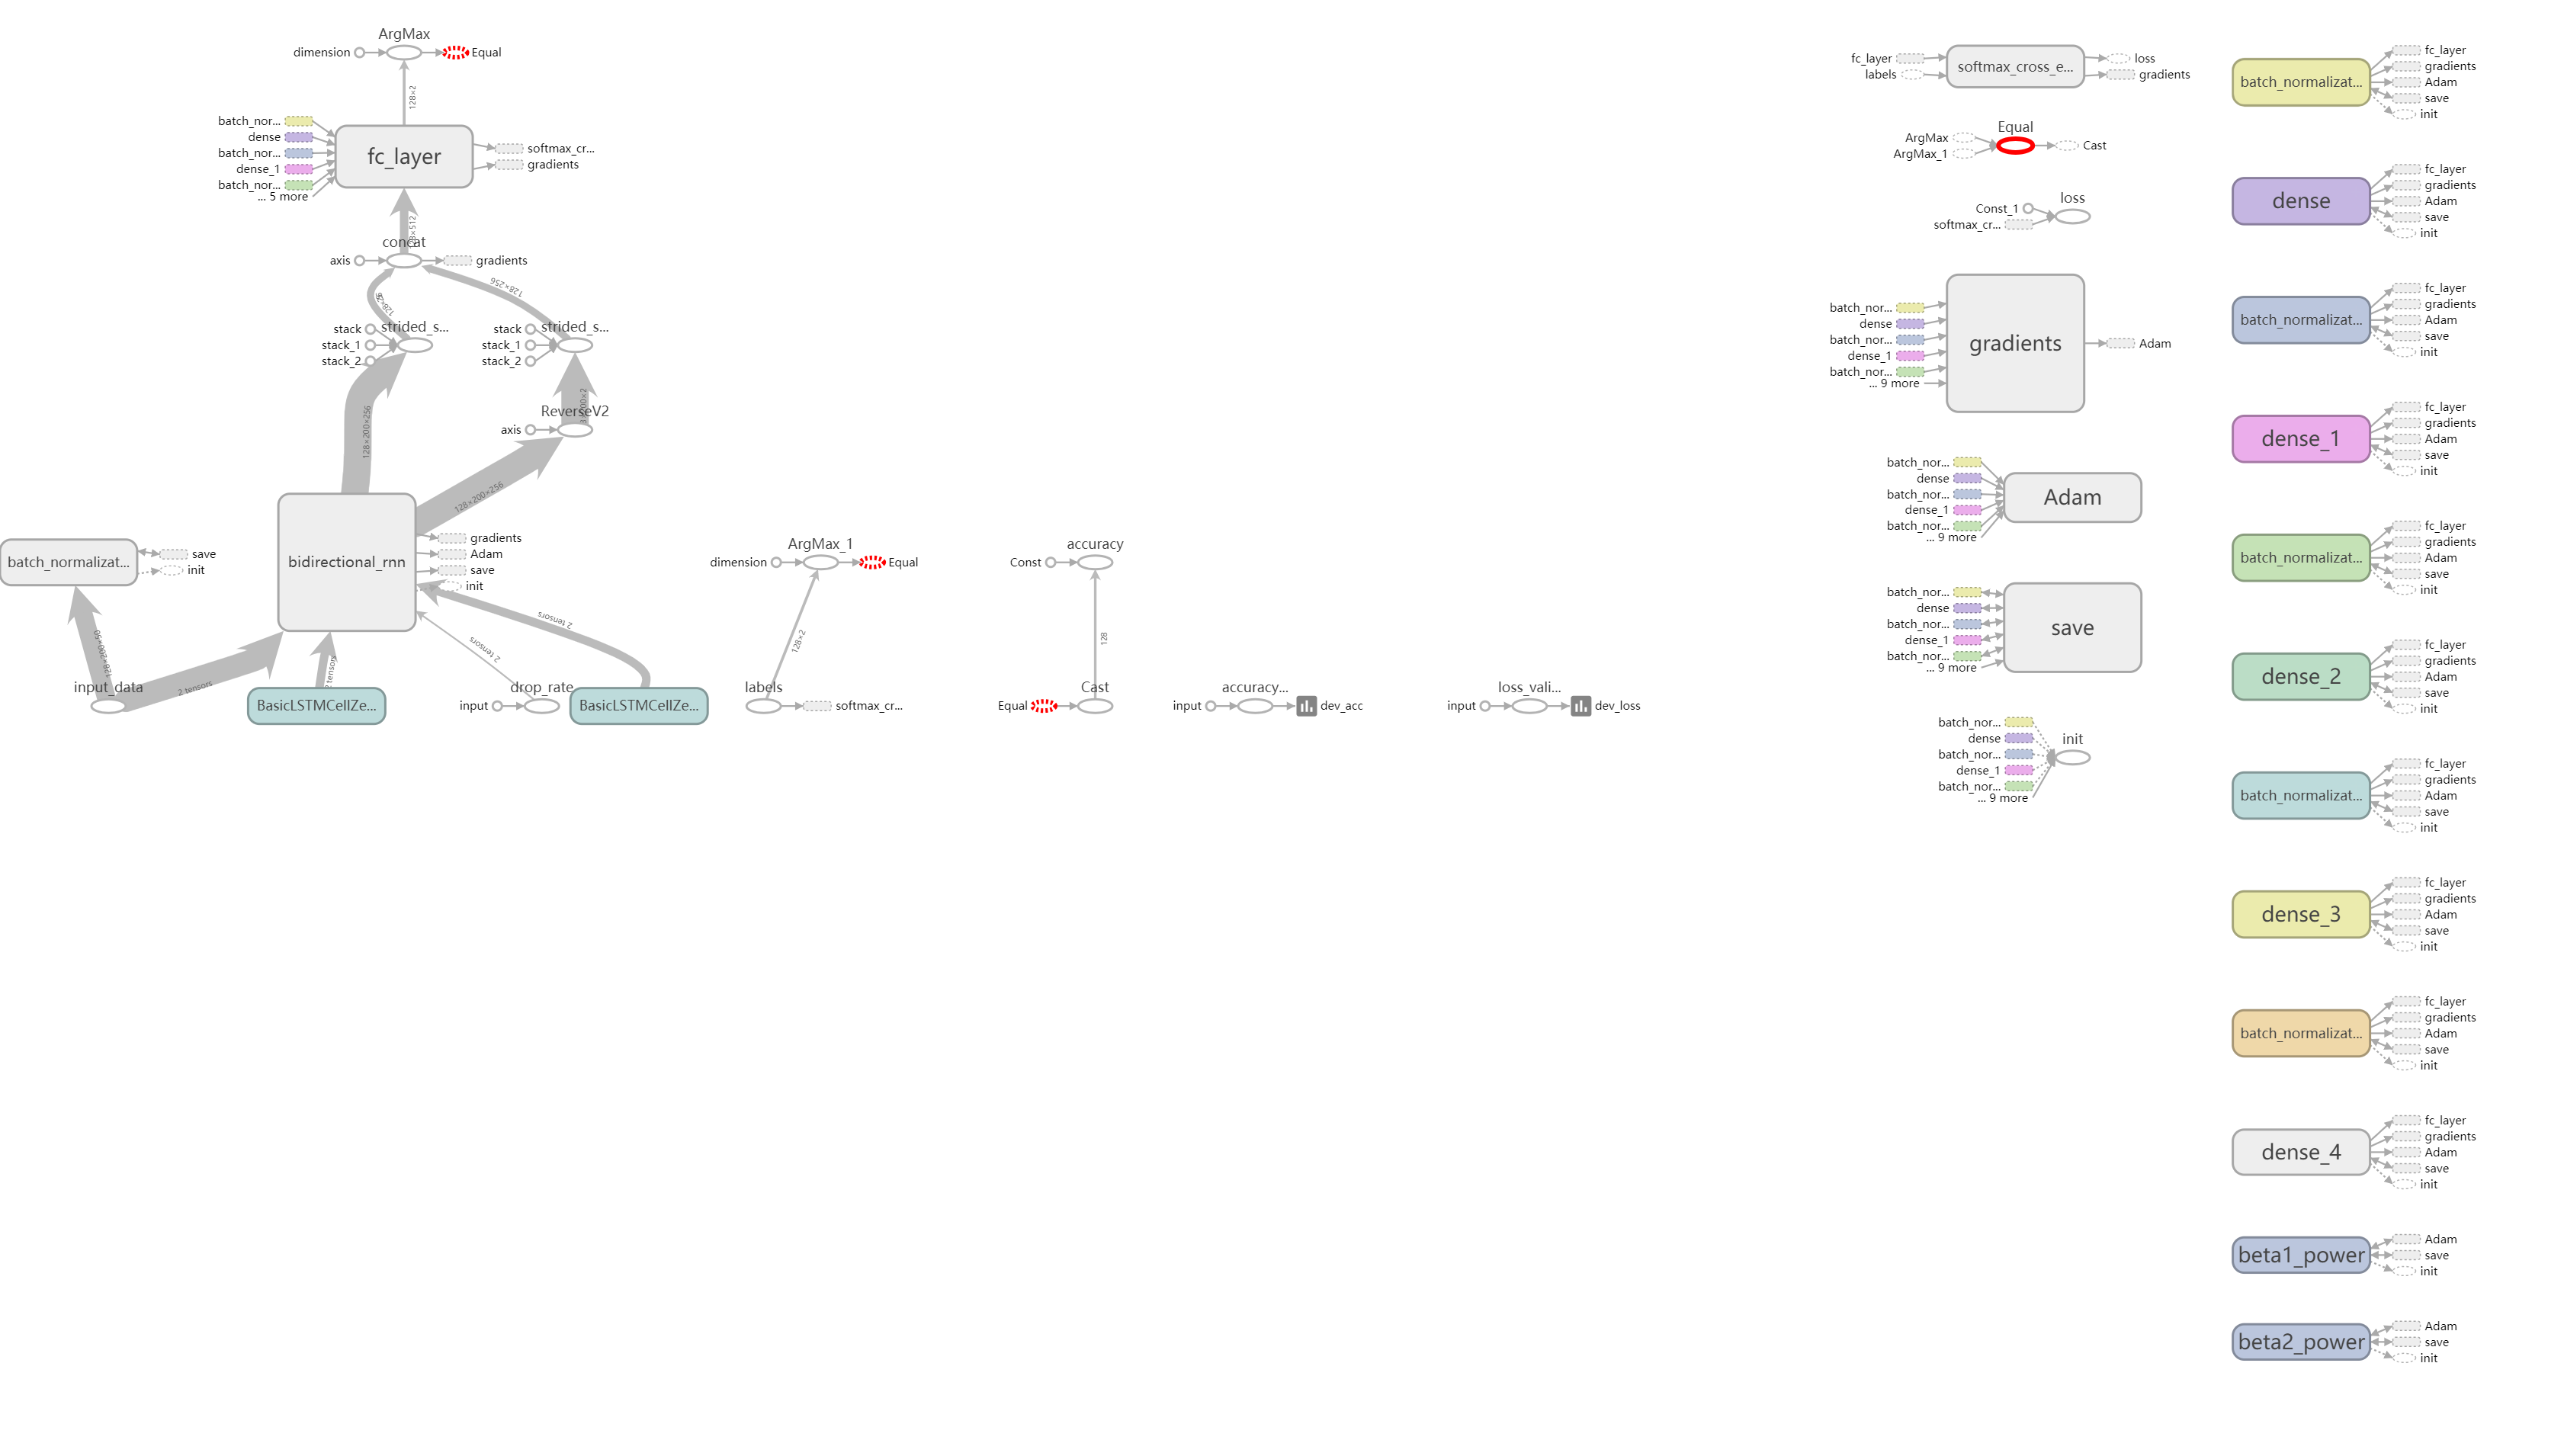 ArgMax
dimension
Equal
128×2
batch_nor...
dense
batch_nor...
dense_1
batch_nor...
... 5 more
fc_layer
softmax_cr...
gradients
concat
axis
gradients
128×256
stack
stack_1
stack_2
strided_s...
stack
stack_1
stack_2
strided_s...
128×200×256
ReverseV2
axis
128×200×256
bidirectional_rnn
gradients
Adam
save
init
batch_normalizat...
save
init
128×200×50
input_data
2 tensors
2 tensors
BasicLSTMCellZe...
2 tensors
input
drop_rate
2 tensors
BasicLSTMCellZe...
ArgMax_1
dimension
Equal
128×2
labels
softmax_cr...
accuracy
Const
128
Cast
Equal
accuracy...
input
dev_acc
loss_vali...
input
dev_loss
fc_layer
labels
softmax_cross_e...
loss
gradients
Equal
ArgMax
ArgMax_1
Cast
loss
Const_1
softmax_cr...
batch_nor...
dense
batch_nor...
dense_1
batch_nor...
... 9 more
gradients
Adam
batch_nor...
dense
batch_nor...
dense_1
batch_nor...
... 9 more
Adam
batch_nor...
dense
batch_nor...
dense_1
batch_nor...
... 9 more
save
batch_nor...
dense
batch_nor...
dense_1
batch_nor...
... 9 more
init
batch_normalizat...
fc_layer
gradients
Adam
save
init
dense
fc_layer
gradients
Adam
save
init
batch_normalizat...
fc_layer
gradients
Adam
save
init
dense_1
fc_layer
gradients
Adam
save
init
batch_normalizat...
fc_layer
gradients
Adam
save
init
dense_2
fc_layer
gradients
Adam
save
init
batch_normalizat...
fc_layer
gradients
Adam
save
init
dense_3
fc_layer
gradients
Adam
save
init
batch_normalizat...
fc_layer
gradients
Adam
save
init
dense_4
fc_layer
gradients
Adam
save
init
beta1_power
Adam
save
init
beta2_power
Adam
save
init